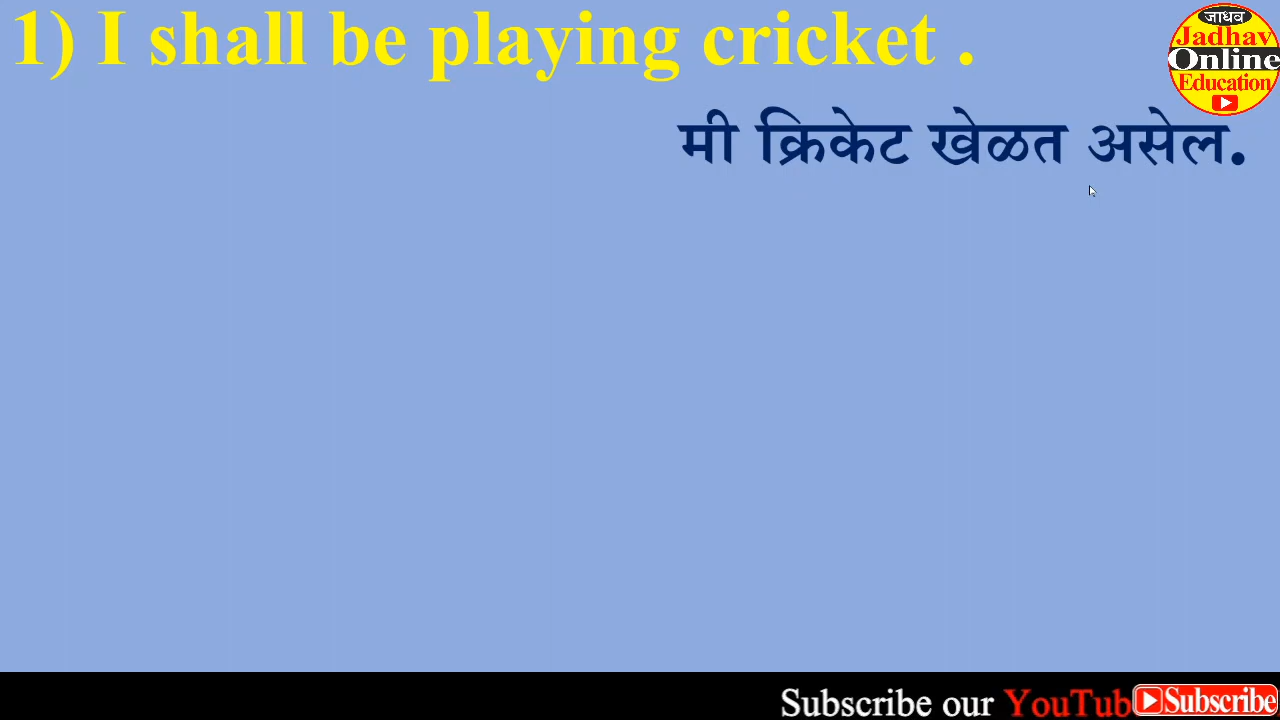 1) I shall be playing cricket .
जाधव
Jadhav
Online
Education
मी क्रिकेट खेळत असेल.
Subscribe our YouTub
Subscribe